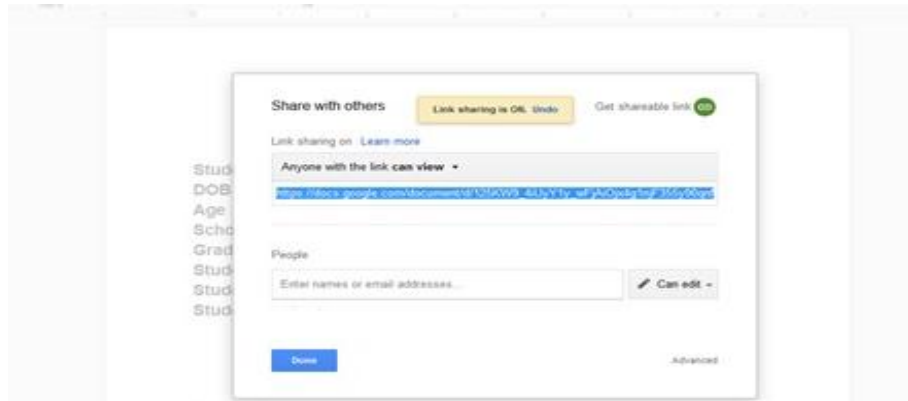 Share with others
Link sharing is ON. Undo
Get shareable link
Link sharing on Learn more
Anyone with the link can view
Stud
DOB
Age
Scho
Grad
People
Stud
Enter names or email addresses...
Can edit
Stud
Stud
Done
Advanced